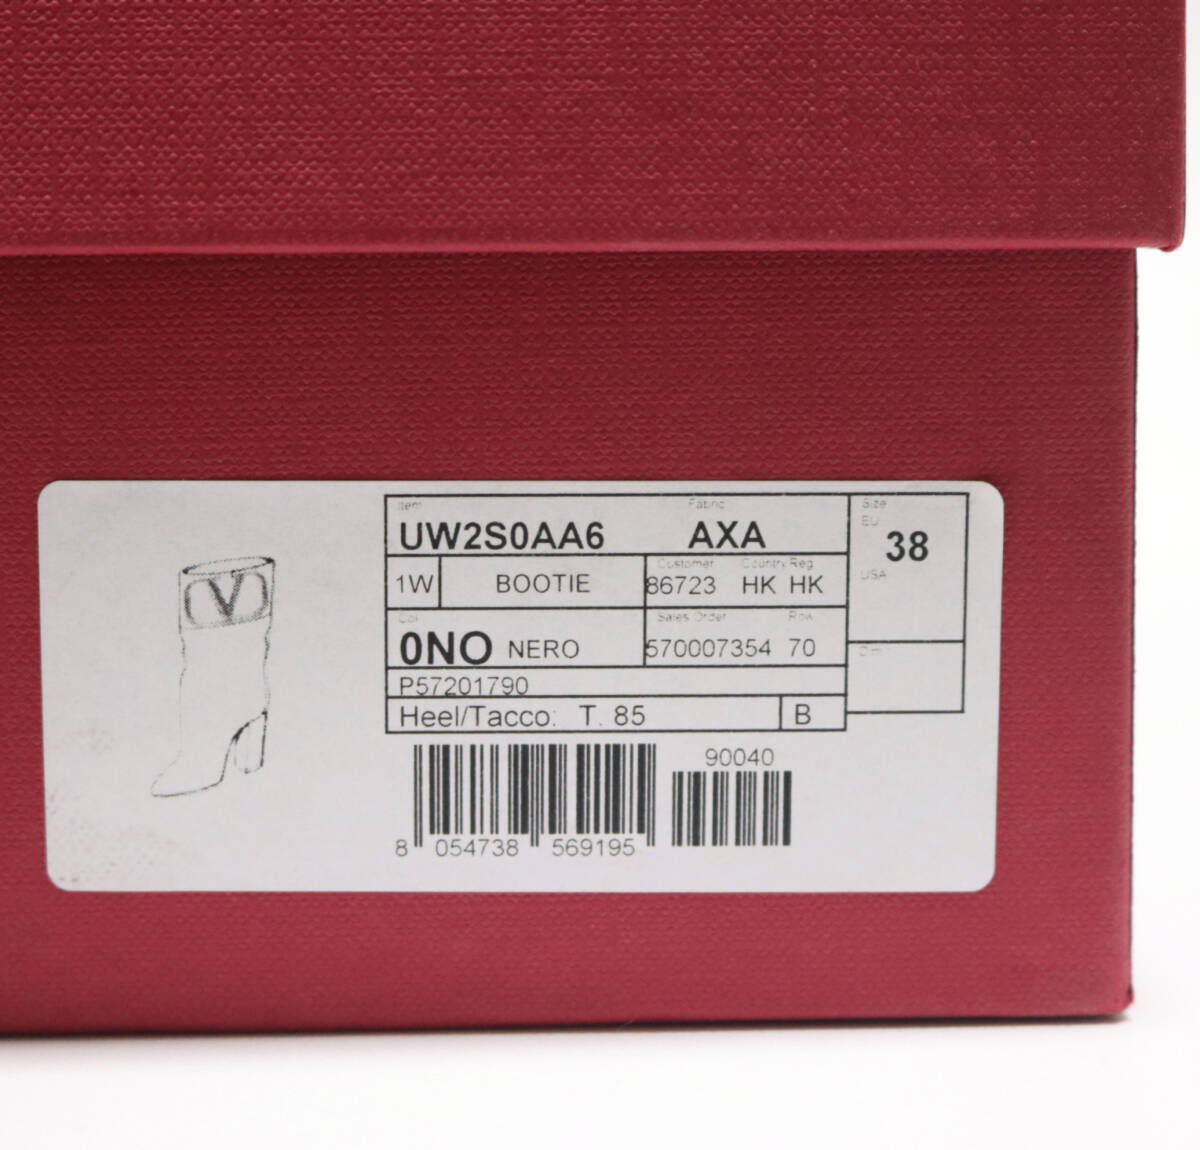 Item Fabric Size
UW2S0AA6 AXA EU 38
Customer Country Reg USA
1W BOOTIE 86723 HK HK
Col Sales Order Row
0NO NERO 570007354 70 Dim
P57201790
Heel/Tacco: T. 85 B
90040
8 054738 569195